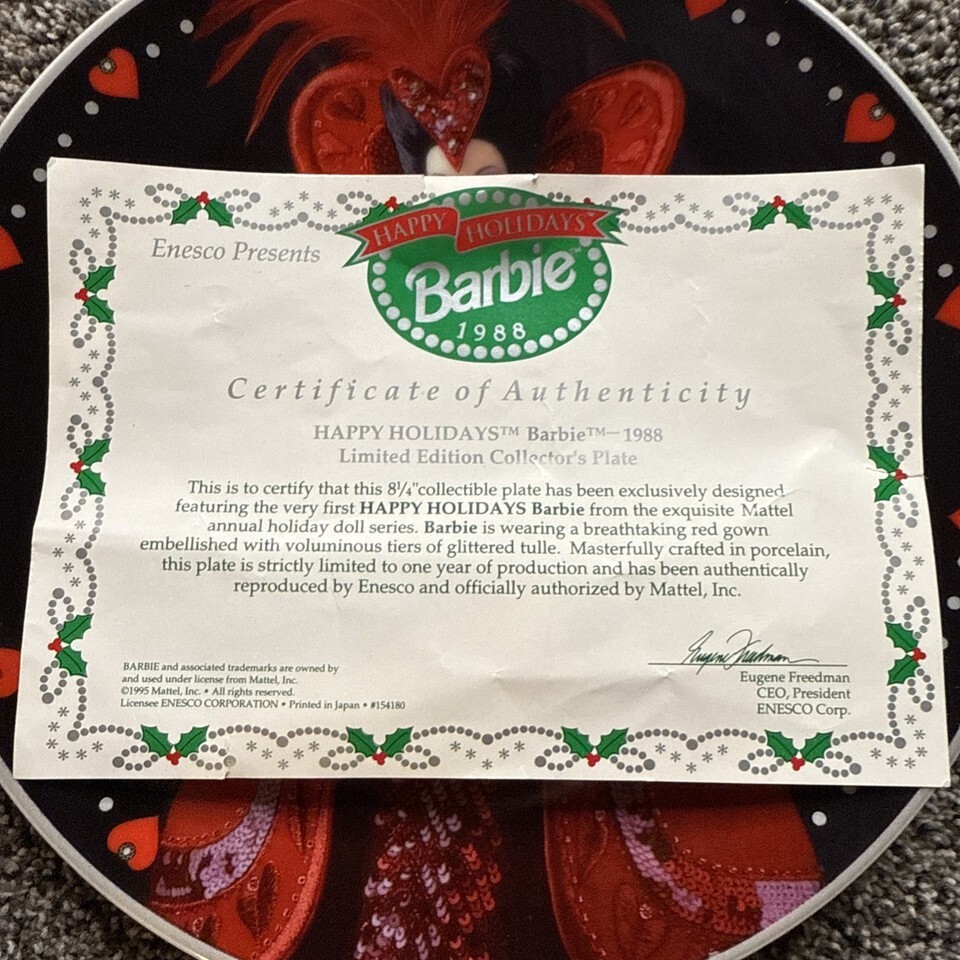 Enesco Presents
HAPPY HOLIDAYS™
Barbie™
1988
Certificate of Authenticity
HAPPY HOLIDAYS™ Barbie™—1988
Limited Edition Collector's Plate
This is to certify that this 8¼"collectible plate has been exclusively designed
featuring the very first HAPPY HOLIDAYS Barbie from the exquisite Mattel
annual holiday doll series. Barbie is wearing a breathtaking red gown
embellished with voluminous tiers of glittered tulle. Masterfully crafted in porcelain,
this plate is strictly limited to one year of production and has been authentically
reproduced by Enesco and officially authorized by Mattel, Inc.
BARBIE and associated trademarks are owned by
and used under license from Mattel, Inc.
©1995 Mattel, Inc. • All rights reserved.
Licensee ENESCO CORPORATION • Printed in Japan • #154180
Eugene Freedman
Eugene Freedman
CEO, President
ENESCO Corp.